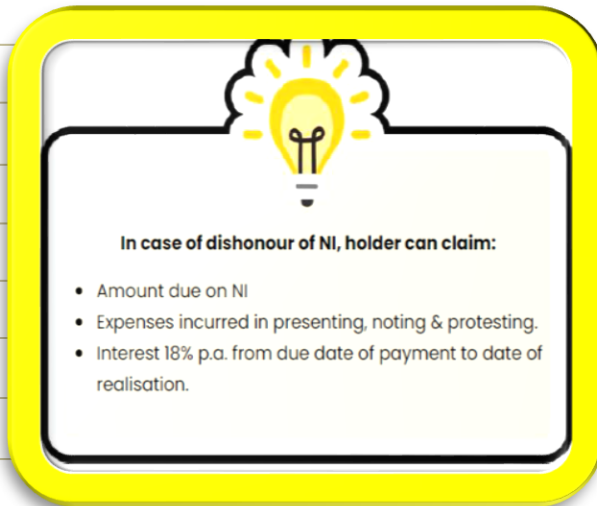 In case of dishonour of NI, holder can claim:
• Amount due on NI
• Expenses incurred in presenting, noting & protesting.
• Interest 18% p.a. from due date of payment to date of
realisation.